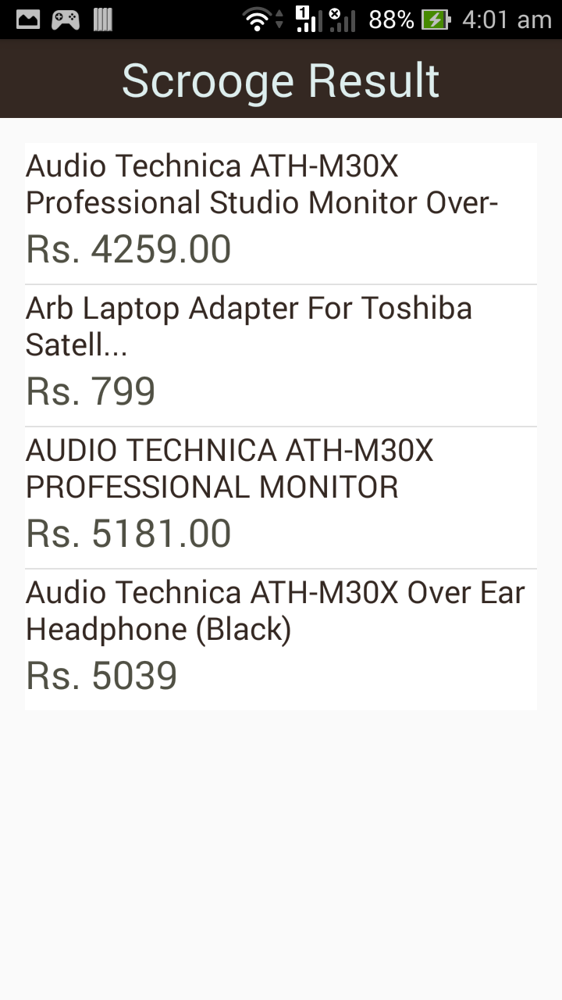 1
88%
4:01 am
Scrooge Result
Audio Technica ATH-M30X
Professional Studio Monitor Over-
Rs. 4259.00
Arb Laptop Adapter For Toshiba
Satell...
Rs. 799
AUDIO TECHNICA ATH-M30X
PROFESSIONAL MONITOR
Rs. 5181.00
Audio Technica ATH-M30X Over Ear
Headphone (Black)
Rs. 5039